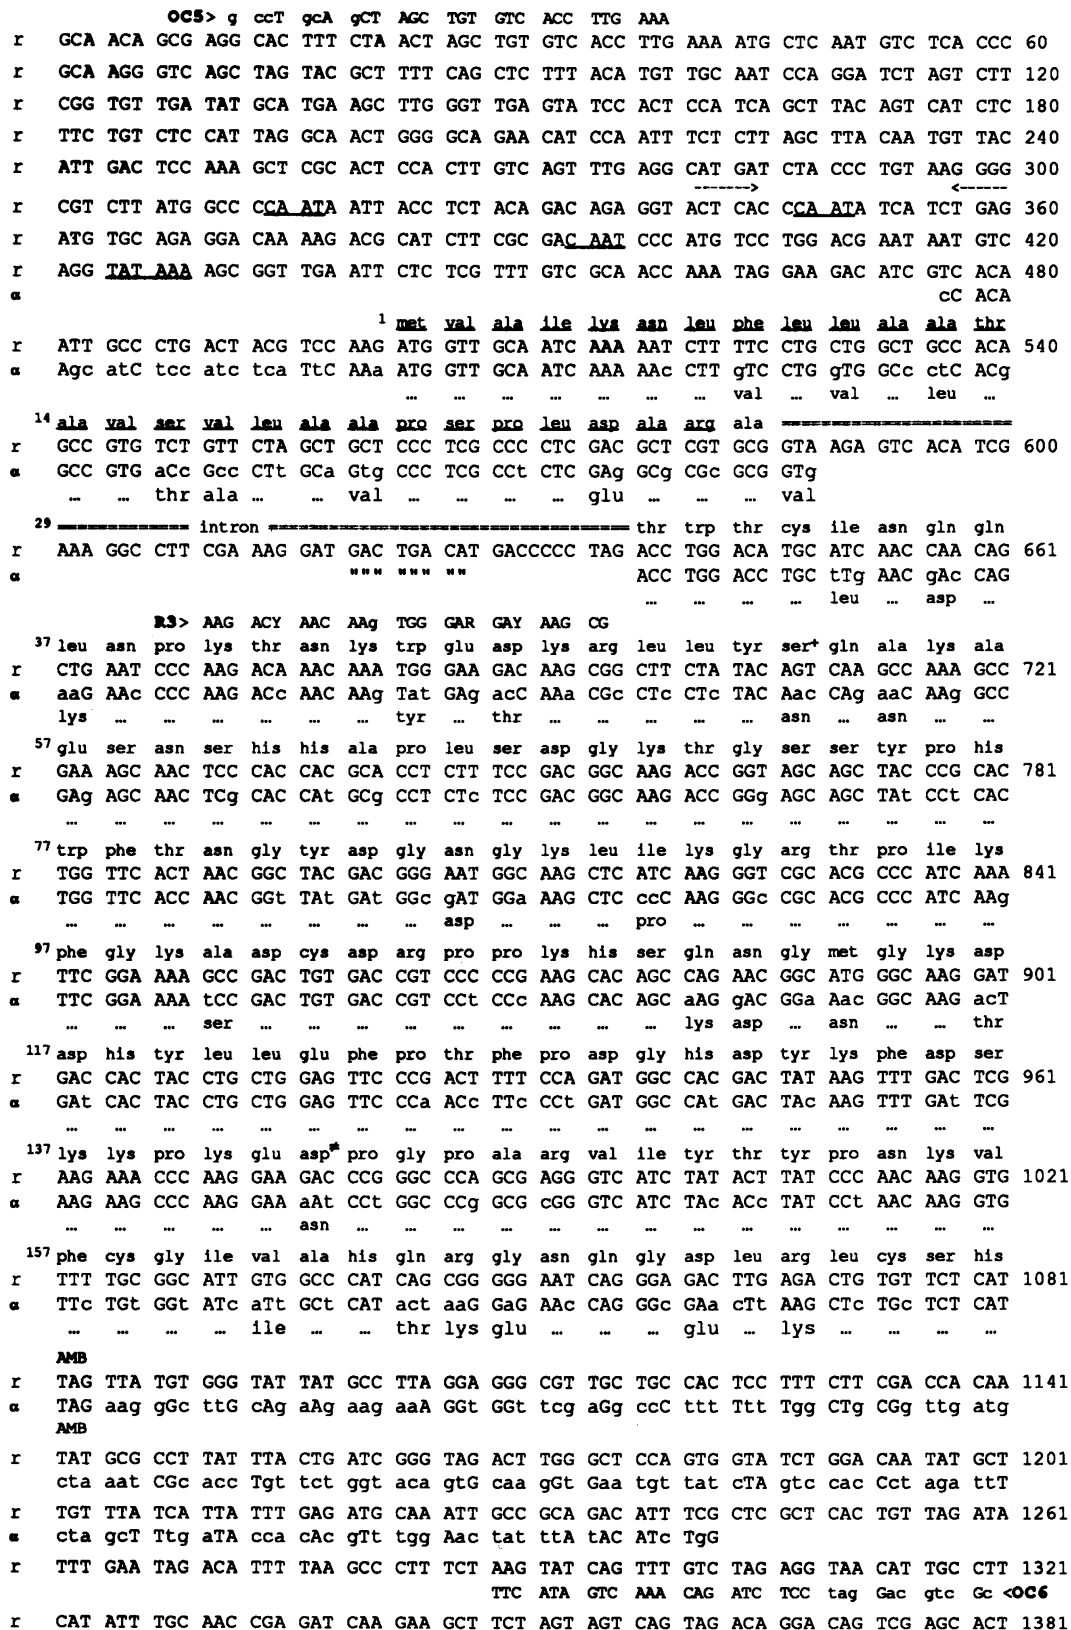 OC5> g ccT gcA gCT AGC TGT GTC ACC TTG AAA
r GCA ACA GCG AGG CAC TTT CTA ACT AGC TGT GTC ACC TTG AAA ATG CTC AAT GTC TCA CCC 60
r GCA AGG GTC AGC TAG TAC GCT TTT CAG CTC TTT ACA TGT TGC AAT CCA GGA TCT AGT CTT 120
r CGG TGT TGA TAT GCA TGA AGC TTG GGT TGA GTA TCC ACT CCA TCA GCT TAC AGT CAT CTC 180
r TTC TGT CTC CAT TAG GCA ACT GGG GCA GAA CAT CCA ATT TCT CTT AGC TTA CAA TGT TAC 240
r ATT GAC TCC AAA GCT CGC ACT CCA CTT GTC AGT TTG AGG CATGAT CTA CCC TGT AAG GGG 300
-------> <------
r CGT CTT ATG GCC CCAATA ATT ACC TCT ACA GAC AGA GGT ACT CAC CCAATA TCA TCT GAG 360
r ATG TGC AGA GGA CAA AAG ACG CAT CTT CGC GAC AAT CCC ATG TCC TGG ACG AAT AAT GTC 420
r AGG TAT AAA AGC GGT TGA ATT CTC TCG TTT GTC GCA ACC AAA TAG GAA GAC ATC GTC ACA 480
α cC ACA
1 met val ala ile lys asn leu phe leu leu ala ala thr
r ATT GCC CTG ACT ACG TCC AAG ATG GTT GCA ATC AAA AAT CTT TTC CTG CTG GCT GCC ACA 540
α Agc atC tcc atc tca TtC AAa ATG GTT GCA ATC AAA AAc CTT gTC CTG gTG GCc ctC ACg
... ... ... ... ... ... ... val ... val ... leu ...
14 ala val ser val leu ala ala pro ser pro leu asp ala arg ala ====================
r GCC GTG TCT GTT CTA GCT GCT CCC TCG CCC CTC GAC GCT CGT GCG GTA AGA GTC ACA TCG 600
α GCC GTG aCc Gcc CTt GCa Gtg CCC TCG CCt CTC GAg GCg CGc GCG GTg
... ... thr ala ... ... val ... ... ... ... glu ... ... ... val
29 ============ intron ================================ thr trp thr cys ile asn gln gln
r AAA GGC CTT CGA AAG GAT GAC TGA CAT GACCCCC TAG ACC TGG ACA TGC ATC AAC CAA CAG 661
α """ """ "" ACC TGG ACC TGC tTg AAC gAc CAG
... ... ... ... leu ... asp ...
R3> AAG ACY AAC AAg TGG GAR GAY AAG CG
37 leu asn pro lys thr asn lys trp glu asp lys arg leu leu tyr ser+ gln ala lys ala
r CTG AAT CCC AAG ACA AAC AAA TGG GAA GAC AAG CGG CTT CTA TAC AGT CAA GCC AAA GCC 721
α aaG AAc CCC AAG ACc AAC AAg Tat GAg acC AAa CGc CTc CTc TAC Aac CAg aaC AAg GCC
lys ... ... ... ... ... ... tyr ... thr ... ... ... ... ... asn ... asn ... ...
57 glu ser asn ser his his ala pro leu ser asp gly lys thr gly ser ser tyr pro his
r GAA AGC AAC TCC CAC CAC GCA CCT CTT TCC GAC GGC AAG ACC GGT AGC AGC TAC CCG CAC 781
α GAg AGC AAC TCg CAC CAt GCg CCT CTc TCC GAC GGC AAG ACC GGg AGC AGC TAt CCt CAC
... ... ... ... ... ... ... ... ... ... ... ... ... ... ... ... ... ... ... ...
77 trp phe thr asn gly tyr asp gly asn gly lys leu ile lys gly arg thr pro ile lys
r TGG TTC ACT AAC GGC TAC GAC GGG AAT GGC AAG CTC ATC AAG GGT CGC ACG CCC ATC AAA 841
α TGG TTC ACC AAC GGt TAt GAt GGc gAT GGa AAG CTC ccC AAG GGc CGC ACG CCC ATC AAg
... ... ... ... ... ... ... ... asp ... ... ... pro ... ... ... ... ... ... ...
97 phe gly lys ala asp cys asp arg pro pro lys his ser gln asn gly met gly lys asp
r TTC GGA AAA GCC GAC TGT GAC CGT CCC CCG AAG CAC AGC CAG AAC GGC ATG GGC AAG GAT 901
α TTC GGA AAA tCC GAC TGT GAC CGT CCt CCc AAG CAC AGC aAG gAC GGa Aac GGC AAG acT
... ... ... ser ... ... ... ... ... ... ... ... ... lys asp ... asn ... ... thr
117 asp his tyr leu leu glu phe pro thr phe pro asp gly his asp tyr lys phe asp ser
r GAC CAC TAC CTG CTG GAG TTC CCG ACT TTT CCA GAT GGC CAC GAC TAT AAG TTT GAC TCG 961
α GAt CAC TAC CTG CTG GAG TTC CCa ACc TTc CCt GAT GGC CAt GAC TAc AAG TTT GAt TCG
... ... ... ... ... ... ... ... ... ... ... ... ... ... ... ... ... ... ... ...
137 lys lys pro lys glu asp≠ pro gly pro ala arg val ile tyr thr tyr pro asn lys val
r AAG AAA CCC AAG GAA GAC CCG GGC CCA GCG AGG GTC ATC TAT ACT TAT CCC AAC AAG GTG 1021
α AAG AAG CCC AAG GAA aAt CCt GGC CCg GCG cGG GTC ATC TAc ACc TAT CCt AAC AAG GTG
... ... ... ... ... asn ... ... ... ... ... ... ... ... ... ... ... ... ... ...
157 phe cys gly ile val ala his gln arg gly asn gln gly asp leu arg leu cys ser his
r TTT TGC GGC ATT GTG GCC CAT CAG CGG GGG AAT CAG GGA GAC TTG AGA CTG TGT TCT CAT 1081
α TTc TGt GGt ATc aTt GCt CAT act aaG GaG AAc CAG GGc GAa cTt AAG CTc TGc TCT CAT
... ... ... ... ile ... ... thr lys glu ... ... ... glu ... lys ... ... ... ...
AMB
r TAG TTA TGT GGG TAT TAT GCC TTA GGA GGG CGT TGC TGC CAC TCC TTT CTT CGA CCA CAA 1141
α TAG aag gGc ttG cAg aAg aag aaA GGt GGt tcg aGg ccC Ttt TtT Tgg CTg CGg ttg atg
AMB
r TAT GCG CCT TAT TTA CTG ATC GGG TAG ACT TGG GCT CCA GTG GTA TCT GGA CAA TAT GCT 1201
cta aat CGc acc Tgt tct ggt aca gtG caa gGt GAa tgt tat cTA gtc cac Cct aga ttT
r TGT TTA TCA TTA TTT GAG ATG CAA ATT GCC GCA GAC ATT TCG CTC GCT CAC TGT TAG ATA 1261
α cta gcT Ttg aTA cca cAc gTt tgg Aac tat ttA tAC ATc TgG
r TTT GAA TAG ACA TTT TAA GCC CTT TCT AAG TAT CAG TTT GTC TAG AGG TAA CAT TGC CTT 1321
TTC ATA GTC AAA CAG ATC TCC tag Gac gtc Gc <OC6
r CAT ATT TGC AAC CGA GAT CAA GAA GCT TCT AGT AGT CAG TAG ACA GGA CAG TCG AGC ACT 1381